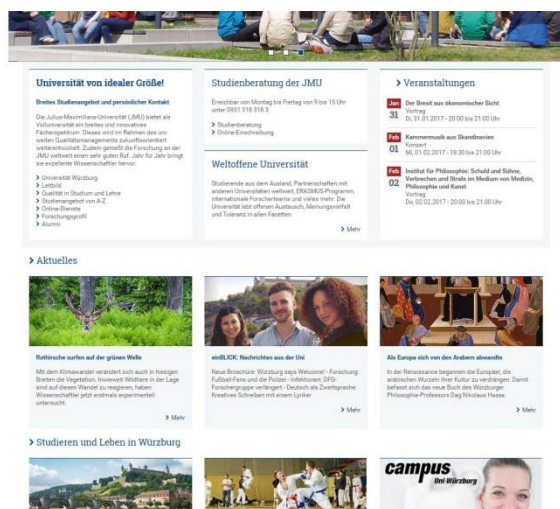 Universität von idealer Größe!
Breites Studienangebot und persönlicher Kontakt
Die Julius-Maximilians-Universität (JMU) bietet als
Volluniversität ein breites und innovatives
Fächerspektrum. Dieses wird im Rahmen des uni-
weiten Qualitätsmanagements zukunftsorientiert
weiterentwickelt. Zudem genießt die Forschung an der
JMU weltweit einen sehr guten Ruf. Jahr für Jahr bringt
sie exzellente Wissenschaftler hervor.
Universität Würzburg
Leitbild
Qualität in Studium und Lehre
Studienangebot von A-Z
Online-Dienste
Forschungsprofil
Alumni
Studienberatung der JMU
Erreichbar von Montag bis Freitag von 9 bis 15 Uhr
unter 0931 318 318 3.
Studienberatung
Online-Einschreibung
Weltoffene Universität
Studierende aus dem Ausland, Partnerschaften mit
anderen Universitäten weltweit, ERASMUS-Programm,
internationale Forscherteams und vieles mehr: Die
Universität lebt offenen Austausch, Meinungsvielfalt
und Toleranz in allen Facetten.
Mehr
Veranstaltungen
Jan
31
Der Brexit aus ökonomischer Sicht
Vortrag
Di, 31.01.2017 - 20:00 bis 21:00 Uhr
Feb
01
Kammermusik aus Skandinavien
Konzert
Mi, 01.02.2017 - 19:30 bis 21:00 Uhr
Feb
02
Institut für Philosophie: Schuld und Sühne,
Verbrechen und Strafe im Medium von Medizin,
Philosophie und Kunst
Vortrag
Do, 02.02.2017 - 20:00 bis 21:00 Uhr
Aktuelles
Rothirsche surfen auf der grünen Welle
Mit dem Klimawandel verändert sich auch in hiesigen
Breiten die Vegetation. Inwieweit Wildtiere in der Lage
sind auf diesen Wandel zu reagieren, haben
Wissenschaftler jetzt erstmals experimentell
untersucht.
Mehr
einBLICK: Nachrichten aus der Uni
Neue Broschüre: Würzburg says Welcome! - Forschung:
Fußball-Fans und die Polizei - Infektionen: DFG-
Forschergruppe verlängert - Deutsch als Zweitsprache:
Kreatives Schreiben mit einem Lyriker
Mehr
Als Europa sich von den Arabern abwandte
In der Renaissance begannen die Europäer, die
arabischen Wurzeln ihrer Kultur zu verdrängen: Damit
befasst sich das neue Buch des Würzburger
Philosophie-Professors Dag Nikolaus Hasse.
Mehr
Studieren und Leben in Würzburg
campus
Uni Würzburg